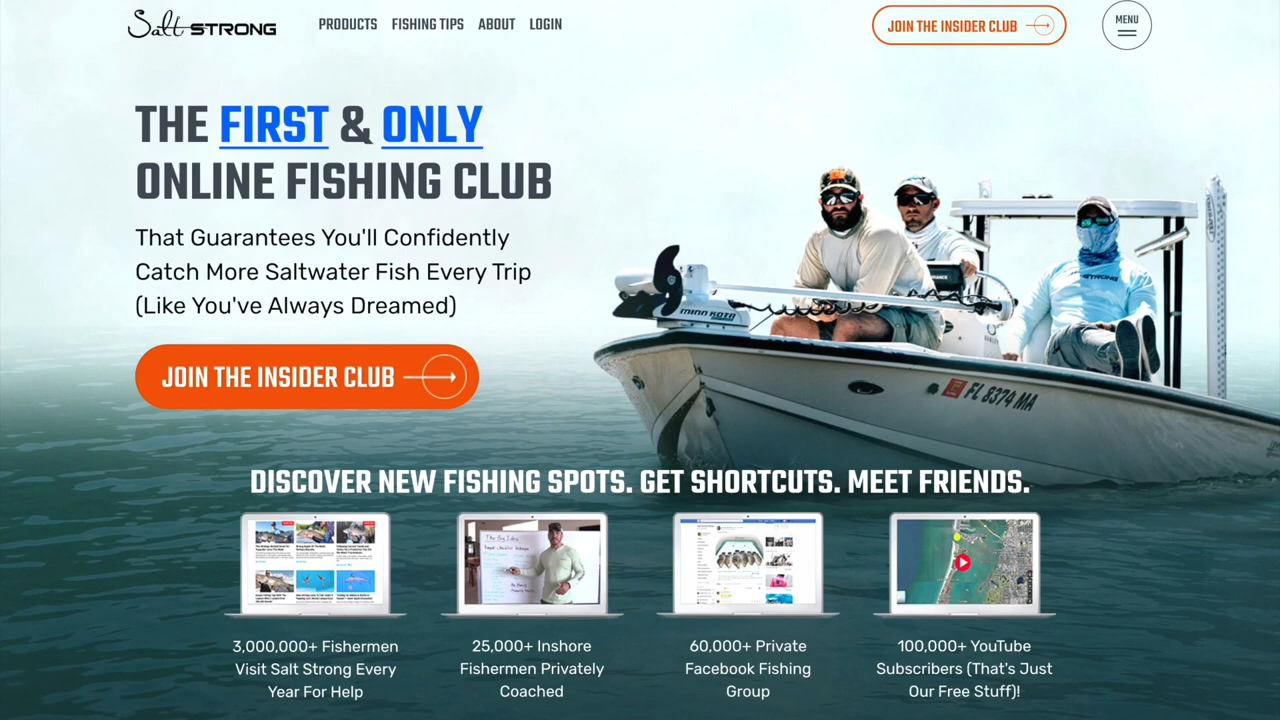 Salt STRONG
PRODUCTS FISHING TIPS ABOUT LOGIN
JOIN THE INSIDER CLUB
MENU
THE FIRST & ONLY
ONLINE FISHING CLUB
That Guarantees You'll Confidently
Catch More Saltwater Fish Every Trip
(Like You've Always Dreamed)
JOIN THE INSIDER CLUB
MINN KOTA
STRONG
FL 8374 MA
DISCOVER NEW FISHING SPOTS. GET SHORTCUTS. MEET FRIENDS.
The Big Idea
3,000,000+ Fishermen
Visit Salt Strong Every
Year For Help
25,000+ Inshore
Fishermen Privately
Coached
60,000+ Private
Facebook Fishing
Group
100,000+ YouTube
Subscribers (That's Just
Our Free Stuff)!